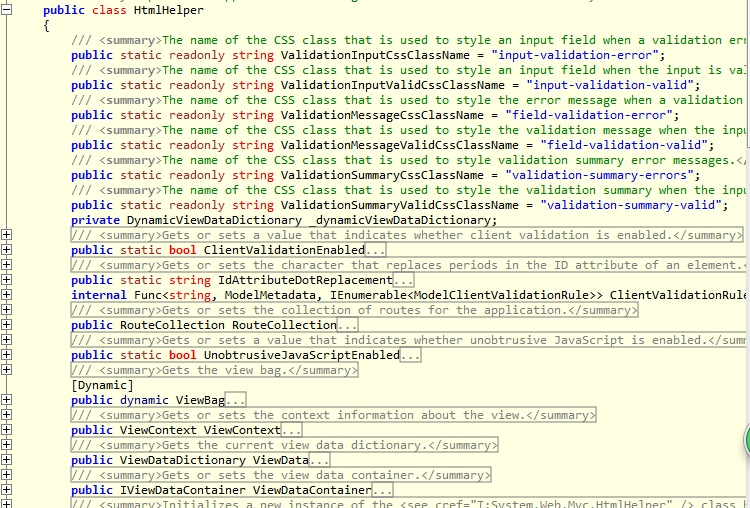 public class HtmlHelper
{
/// <summary>The name of the CSS class that is used to style an input field when a validation err
public static readonly string ValidationInputCssClassName = "input-validation-error";
/// <summary>The name of the CSS class that is used to style an input field when the input is val
public static readonly string ValidationInputValidCssClassName = "input-validation-valid";
/// <summary>The name of the CSS class that is used to style the error message when a validation
public static readonly string ValidationMessageCssClassName = "field-validation-error";
/// <summary>The name of the CSS class that is used to style the validation message when the inpu
public static readonly string ValidationMessageValidCssClassName = "field-validation-valid";
/// <summary>The name of the CSS class that is used to style validation summary error messages.</
public static readonly string ValidationSummaryCssClassName = "validation-summary-errors";
/// <summary>The name of the CSS class that is used to style the validation summary when the inpu
public static readonly string ValidationSummaryValidCssClassName = "validation-summary-valid";
private DynamicViewDataDictionary _dynamicViewDataDictionary;
/// <summary>Gets or sets a value that indicates whether client validation is enabled.</summary>
public static bool ClientValidationEnabled...
/// <summary>Gets or sets the character that replaces periods in the ID attribute of an element.<
public static string IdAttributeDotReplacement...
internal Func<string, ModelMetadata, IEnumerable<ModelClientValidationRule>> ClientValidationRule
/// <summary>Gets or sets the collection of routes for the application.</summary>
public RouteCollection RouteCollection...
/// <summary>Gets or sets a value that indicates whether unobtrusive JavaScript is enabled.</summ
public static bool UnobtrusiveJavaScriptEnabled...
/// <summary>Gets the view bag.</summary>
[Dynamic]
public dynamic ViewBag...
/// <summary>Gets or sets the context information about the view.</summary>
public ViewContext ViewContext...
/// <summary>Gets the current view data dictionary.</summary>
public ViewDataDictionary ViewData...
/// <summary>Gets or sets the view data container.</summary>
public IViewDataContainer ViewDataContainer...
/// <summary>Initializes a new instance of the <see cref="T:System.Web.Mvc.HtmlHelper" /> class